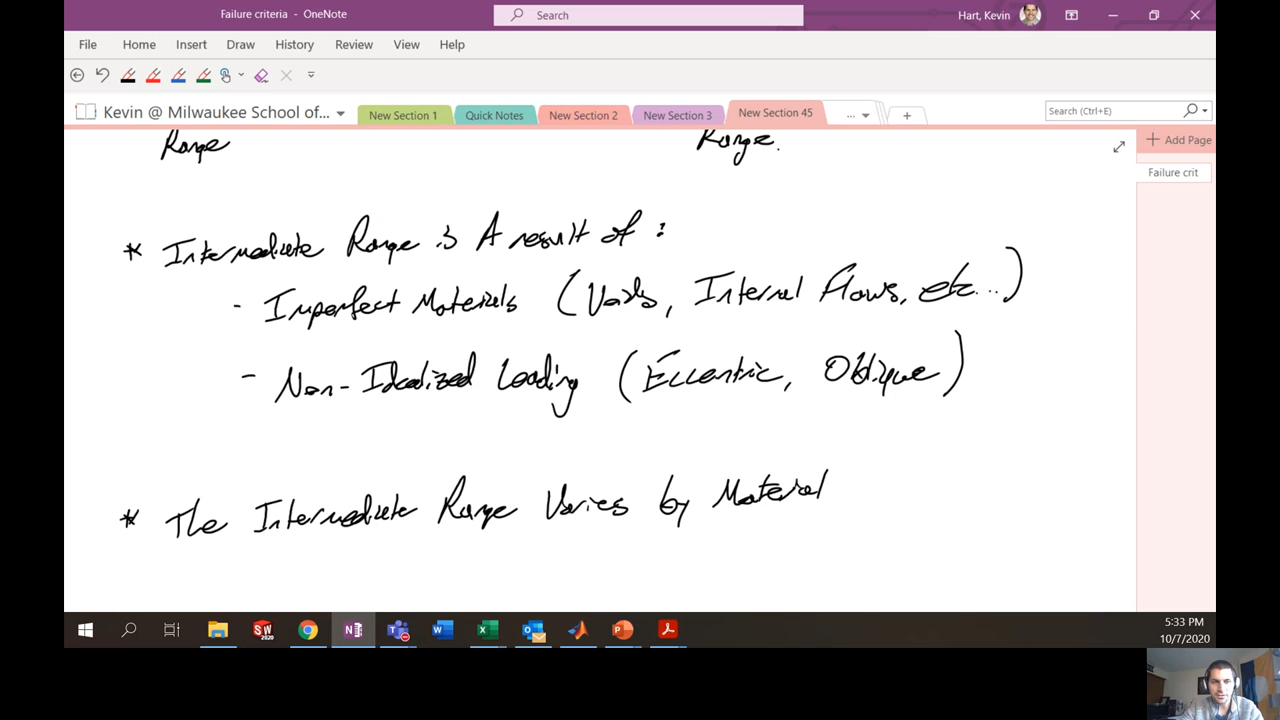 Failure criteria - OneNote
Search
Hart, Kevin
File Home Insert Draw History Review View Help
Kevin @ Milwaukee School of...
New Section 1 Quick Notes New Section 2 New Section 3 New Section 45 ...
Search (Ctrl+E)
Add Page
Failure crit
Range Range.
* Intermediate Range is A result of :
- Imperfect Materials (Voids, Internal Flaws, etc...)
- Non-Idealized Loading (Eccentric, Oblique)
* The Intermediate Range Varies by Material
SW
2020
5:33 PM
10/7/2020